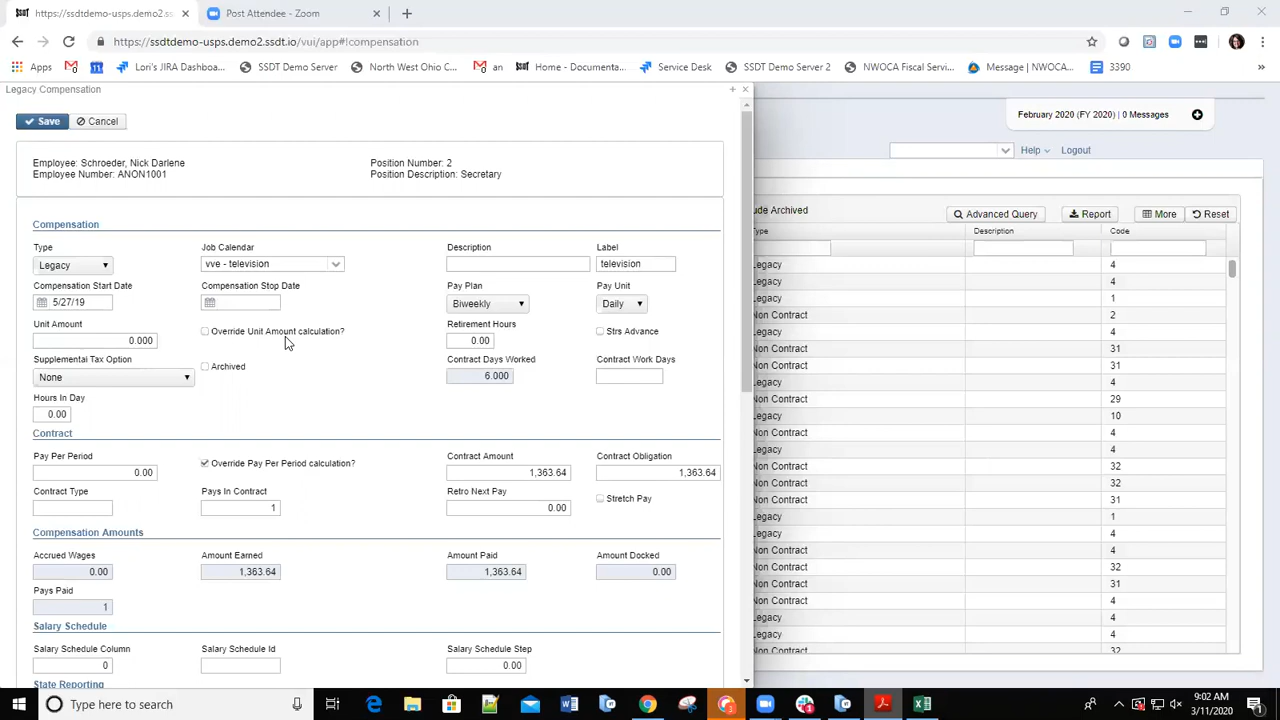 https://ssdtdemo-usps.demo2.s
Post Attendee - Zoom
https://ssdtdemo-usps.demo2.ssdt.io/vui/app#!compensation
Apps
Lori's JIRA Dashboa...
SSDT Demo Server
North West Ohio C...
an
Home - Documenta...
Service Desk
SSDT Demo Server 2
NWOCA Fiscal Servi...
Message | NWOCA...
3390
Legacy Compensation
Save
Cancel
February 2020 (FY 2020) | 0 Messages
Help
Logout
Employee: Schroeder, Nick Darlene
Position Number: 2
Employee Number: ANON1001
Position Description: Secretary
ude Archived
Advanced Query
Report
More
Reset
Compensation
Type
Job Calendar
Description
Label
Legacy
vve - television
television
Compensation Start Date
Compensation Stop Date
Pay Plan
Pay Unit
5/27/19
Biweekly
Daily
Unit Amount
Override Unit Amount calculation?
Retirement Hours
Strs Advance
0.000
0.00
Supplemental Tax Option
Archived
Contract Days Worked
Contract Work Days
None
6.000
Hours In Day
0.00
Contract
Pay Per Period
Override Pay Per Period calculation?
Contract Amount
Contract Obligation
0.00
1,363.64
1,363.64
Contract Type
Pays In Contract
Retro Next Pay
Stretch Pay
1
0.00
Compensation Amounts
Accrued Wages
Amount Earned
Amount Paid
Amount Docked
0.00
1,363.64
1,363.64
0.00
Pays Paid
1
Salary Schedule
Salary Schedule Column
Salary Schedule Id
Salary Schedule Step
0
0.00
State Reporting
ype
Description
Code
Legacy 4
Legacy 4
Legacy 1
Non Contract 2
Legacy 4
Non Contract 31
Non Contract 31
Legacy 4
Non Contract 29
Legacy 10
Non Contract 4
Legacy 4
Non Contract 32
Non Contract 32
Non Contract 31
Legacy 1
Legacy 4
Non Contract 4
Non Contract 32
Non Contract 31
Non Contract 4
Legacy 4
Legacy 4
Non Contract 32
Type here to search
9:02 AM
3/11/2020